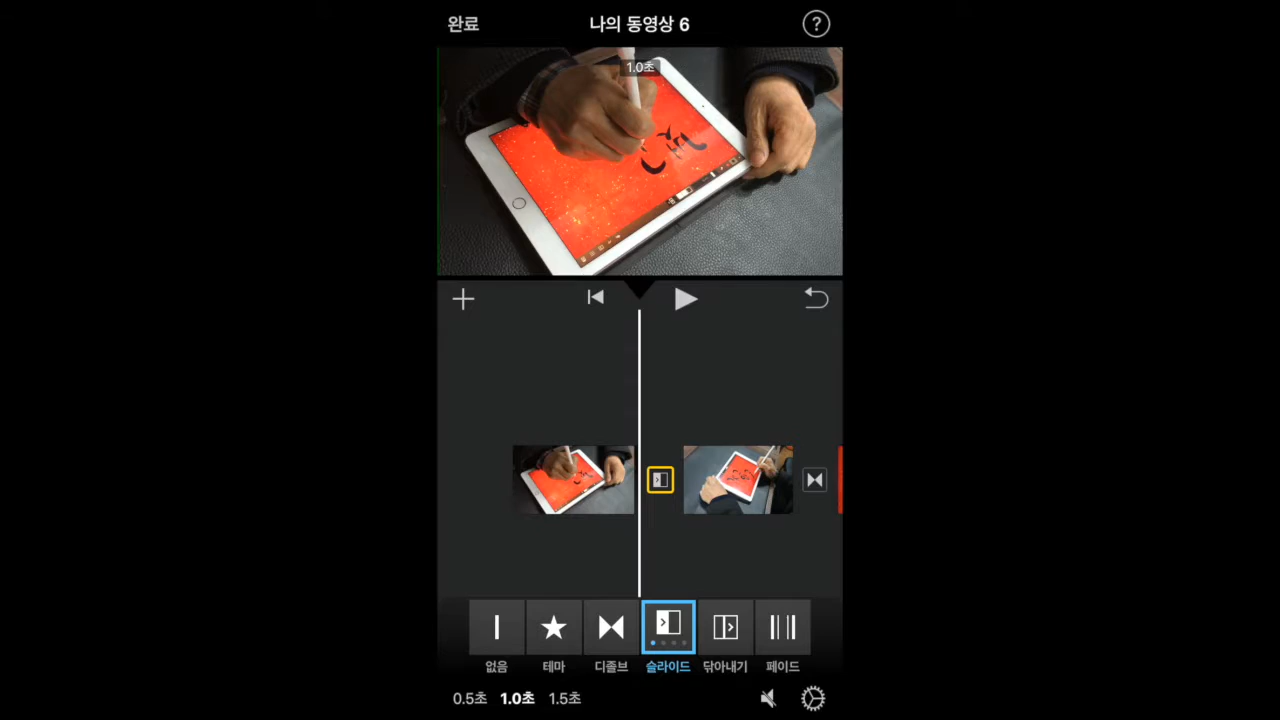 완료 나의 동영상 6 ?
1.0초
없음 테마 디졸브 슬라이드 닦아내기 페이드
0.5초 1.0초 1.5초